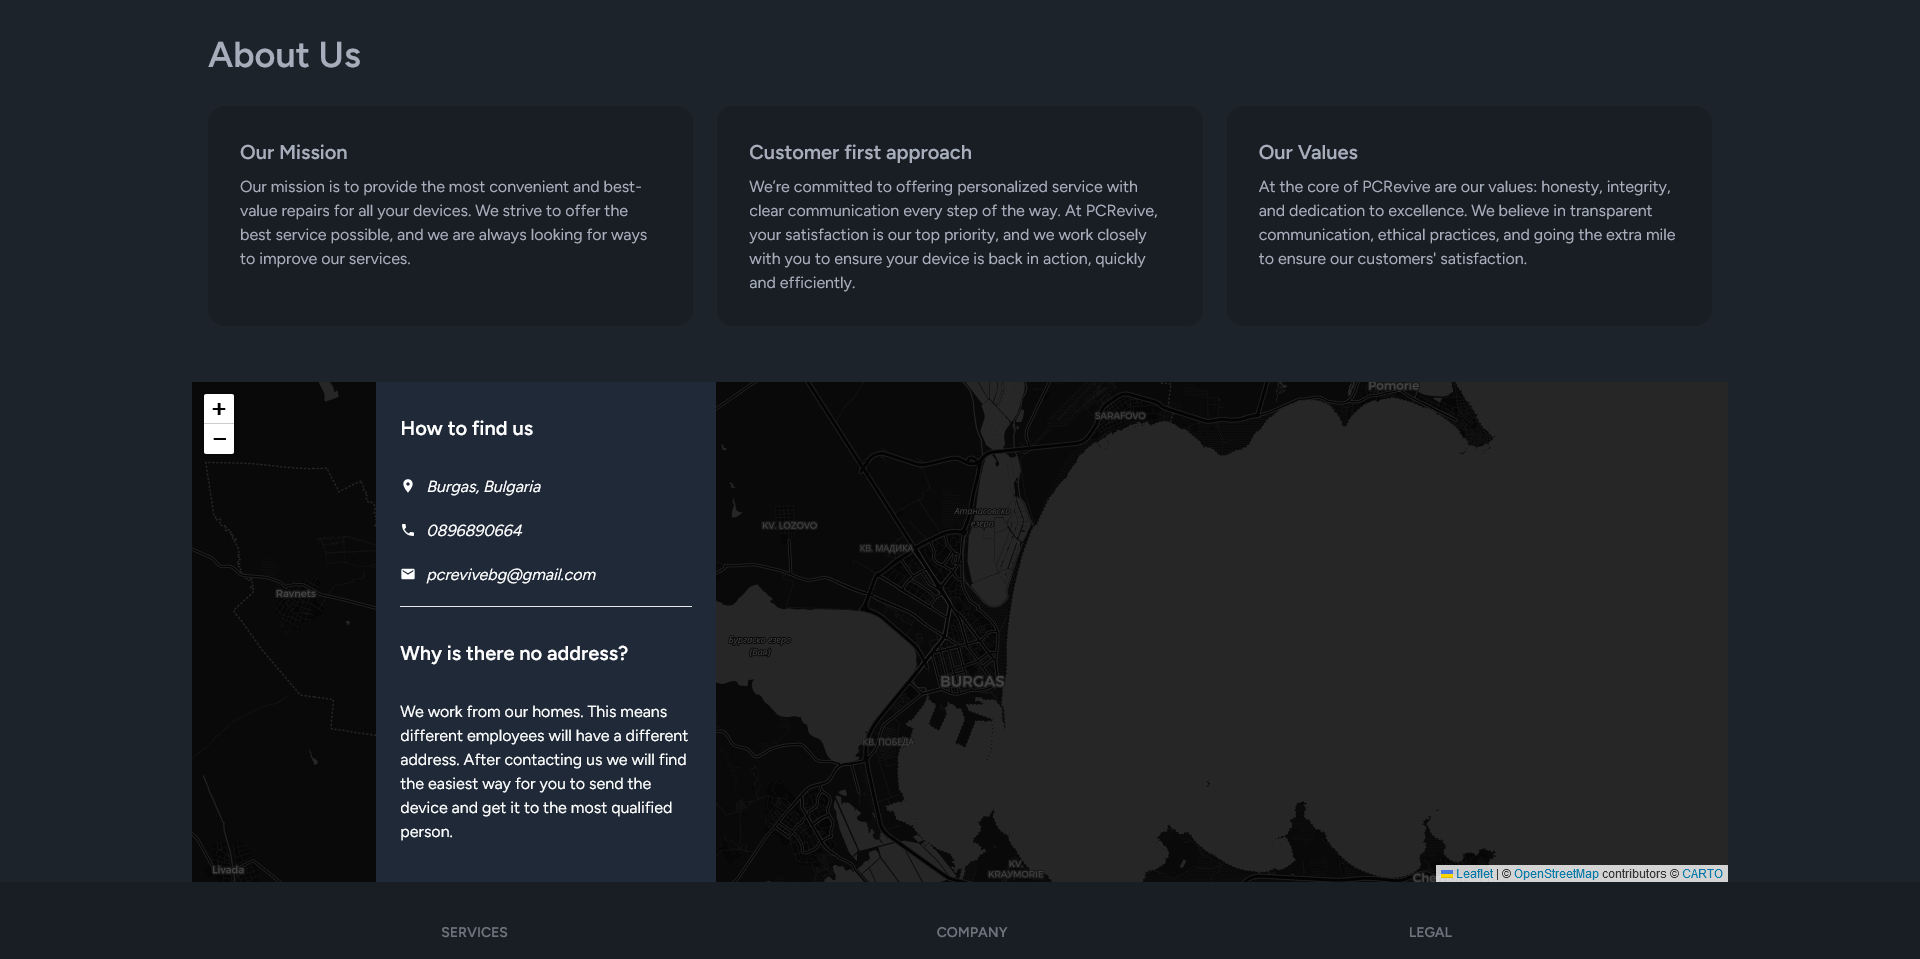 About Us
Our Mission
Our mission is to provide the most convenient and best-
value repairs for all your devices. We strive to offer the
best service possible, and we are always looking for ways
to improve our services.
Customer first approach
We’re committed to offering personalized service with
clear communication every step of the way. At PCRevive,
your satisfaction is our top priority, and we work closely
with you to ensure your device is back in action, quickly
and efficiently.
Our Values
At the core of PCRevive are our values: honesty, integrity,
and dedication to excellence. We believe in transparent
communication, ethical practices, and going the extra mile
to ensure our customers' satisfaction.
+
−
Ravnets
Livada
How to find us
Burgas, Bulgaria
0896890664
pcrevivebg@gmail.com
Why is there no address?
We work from our homes. This means
different employees will have a different
address. After contacting us we will find
the easiest way for you to send the
device and get it to the most qualified
person.
Pomorie
SARAFOVO
Атанасовско
езеро
KV. LOZOVO
КВ. МАДИКА
Бургаско езеро
(Вая)
BURGAS
КВ. ПОБЕДА
KV.
KRAYMORIE
Leaflet | © OpenStreetMap contributors © CARTO
SERVICES
COMPANY
LEGAL